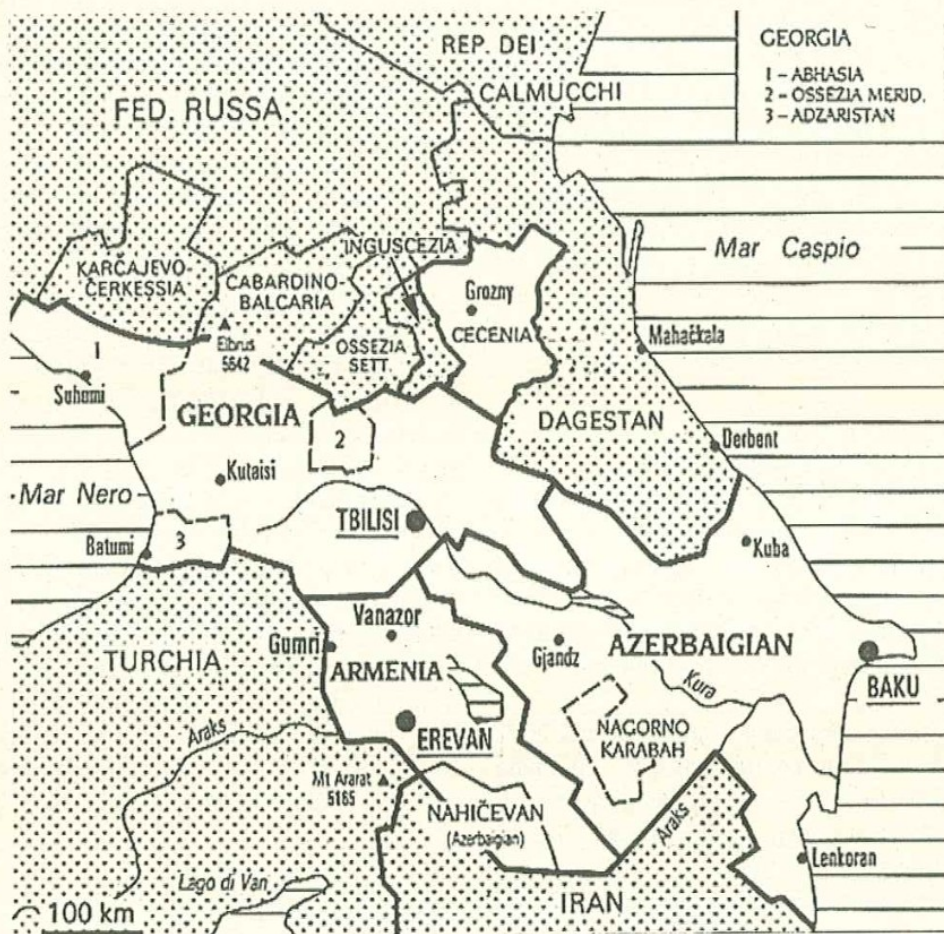 REP. DEI
CALMUCCHI
GEORGIA
1 – ABHASIA
2 – OSSEZIA MERID.
3 – ADZARISTAN
FED. RUSSA
INGUSCEZIA
Mar Caspio
KARČAJEVO
ČERKESSIA
CABARDINO-
BALCARIA
Grozny
CECENIA
Elbrus
5642
OSSEZIA
SETT.
Mahačkala
1
Suhumi
GEORGIA
2
DAGESTAN
Derbent
Kutaisi
Mar Nero
TBILISI
Batumi
3
Kuba
Vanazor
Gumri
TURCHIA
ARMENIA
Gjandz
AZERBAIGIAN
Kura
BAKU
Araks
EREVAN
NAGORNO
KARABAH
Mt Ararat
5165
NAHIČEVAN
(Azerbaigian)
Araks
Lenkoran
Lago di Van
IRAN
100 km